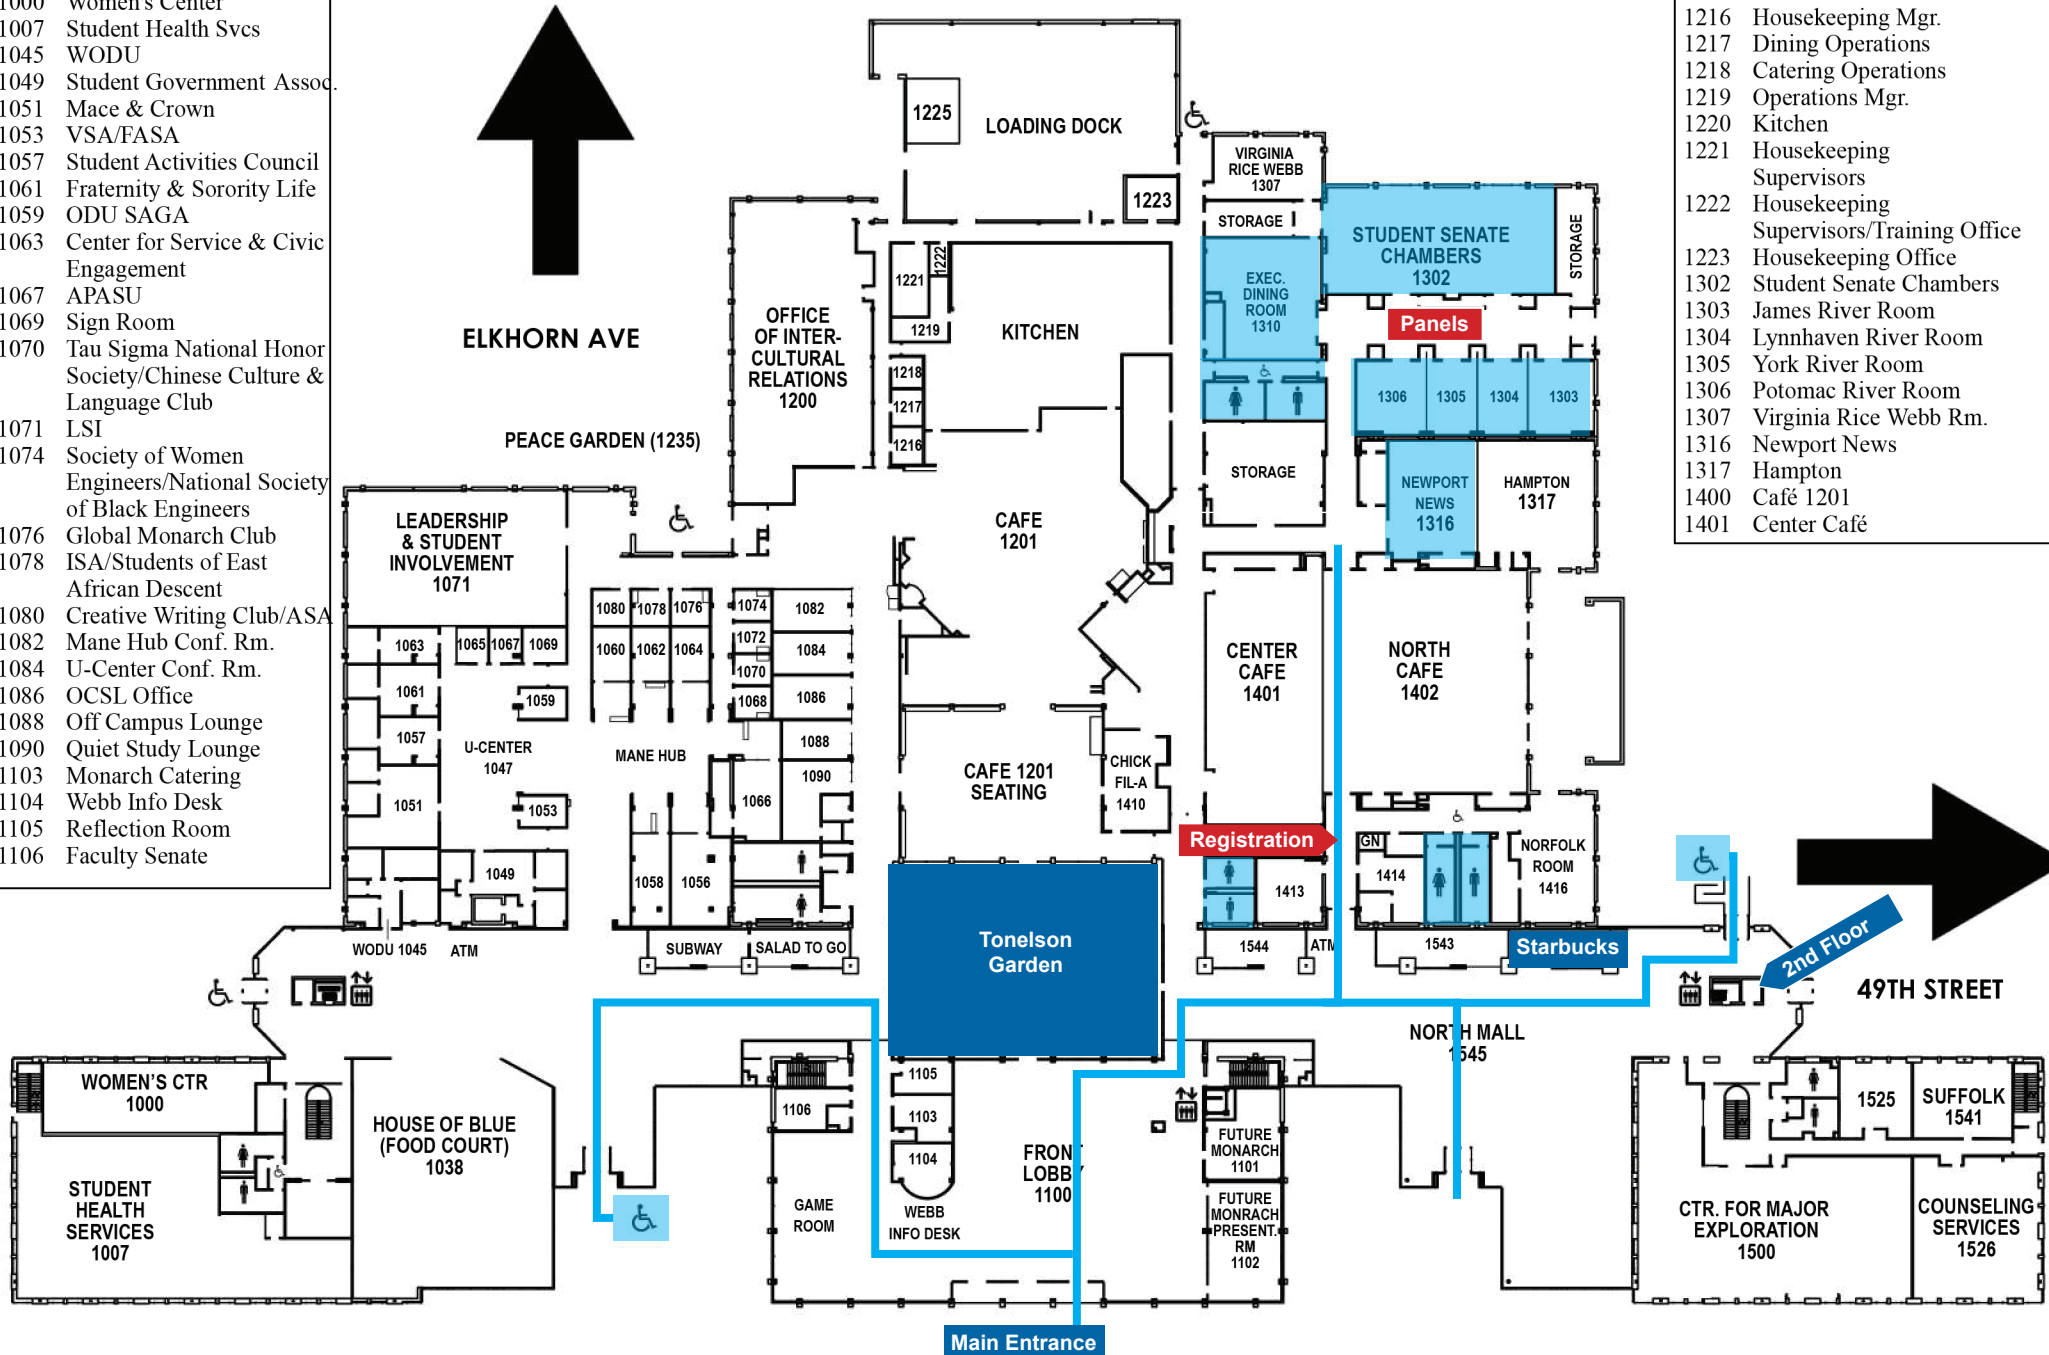 1000 Women's Center
1007 Student Health Svcs
1045 WODU
1049 Student Government Assoc.
1051 Mace & Crown
1053 VSA/FASA
1057 Student Activities Council
1061 Fraternity & Sorority Life
1059 ODU SAGA
1063 Center for Service & Civic
Engagement
1067 APASU
1069 Sign Room
1070 Tau Sigma National Honor
Society/Chinese Culture &
Language Club
1071 LSI
1074 Society of Women
Engineers/National Society
of Black Engineers
1076 Global Monarch Club
1078 ISA/Students of East
African Descent
1080 Creative Writing Club/ASA
1082 Mane Hub Conf. Rm.
1084 U-Center Conf. Rm.
1086 OCSL Office
1088 Off Campus Lounge
1090 Quiet Study Lounge
1103 Monarch Catering
1104 Webb Info Desk
1105 Reflection Room
1106 Faculty Senate
1216 Housekeeping Mgr.
1217 Dining Operations
1218 Catering Operations
1219 Operations Mgr.
1220 Kitchen
1221 Housekeeping
Supervisors
1222 Housekeeping
Supervisors/Training Office
1223 Housekeeping Office
1302 Student Senate Chambers
1303 James River Room
1304 Lynnhaven River Room
1305 York River Room
1306 Potomac River Room
1307 Virginia Rice Webb Rm.
1316 Newport News
1317 Hampton
1400 Café 1201
1401 Center Café
1225
LOADING DOCK
1223
VIRGINIA
RICE WEBB
1307
STORAGE
STUDENT SENATE
CHAMBERS
1302
STORAGE
EXEC.
DINING
ROOM
1310
Panels
1306
1305
1304
1303
STORAGE
NEWPORT
NEWS
1316
HAMPTON
1317
ELKHORN AVE
PEACE GARDEN (1235)
OFFICE
OF INTER-
CULTURAL
RELATIONS
1200
1221
1222
1219
1218
1217
1216
KITCHEN
CAFE
1201
LEADERSHIP
& STUDENT
INVOLVEMENT
1071
1063
1065
1067
1069
1061
1059
1057
U-CENTER
1047
1051
1053
1049
1080
1078
1076
1060
1062
1064
MANE HUB
1058
1056
1074
1072
1070
1068
1082
1084
1086
1088
1090
1066
CAFE 1201
SEATING
CHICK
FIL-A
1410
CENTER
CAFE
1401
NORTH
CAFE
1402
Registration
1413
GN
1414
NORFOLK
ROOM
1416
WODU 1045
ATM
SUBWAY
SALAD TO GO
Tonelson
Garden
1544
ATM
1543
Starbucks
2nd Floor
49TH STREET
NORTH MALL
1545
WOMEN'S CTR
1000
STUDENT
HEALTH
SERVICES
1007
HOUSE OF BLUE
(FOOD COURT)
1038
1106
1105
1103
1104
GAME
ROOM
WEBB
INFO DESK
FRONT
LOBBY
1100
FUTURE
MONARCH
1101
FUTURE
MONRACH
PRESENT.
RM
1102
Main Entrance
1525
SUFFOLK
1541
CTR. FOR MAJOR
EXPLORATION
1500
COUNSELING
SERVICES
1526